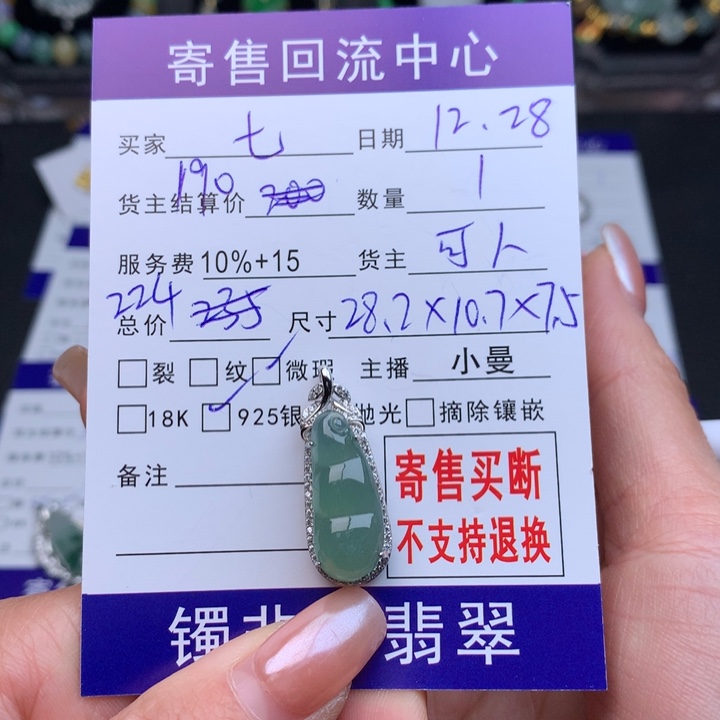 寄售回流中心
买家 七 日期 12.28
190
货主结算价 200 数量 1
服务费 10%+15 货主 可人
224 235
总价 尺寸 28.2×10.7×7.5
裂 纹 微瑕 主播 小曼
18K 925银 抛光 摘除镶嵌
备注
寄售买断
不支持退换
镯 翡翠